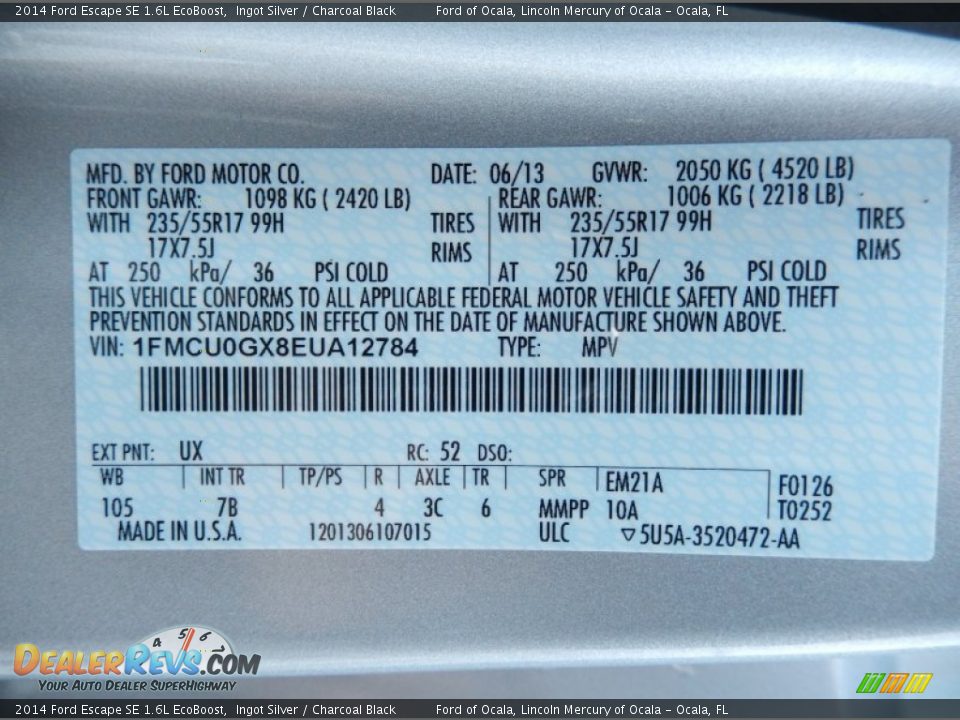 2014 Ford Escape SE 1.6L EcoBoost, Ingot Silver / Charcoal Black Ford of Ocala, Lincoln Mercury of Ocala – Ocala, FL
MFD. BY FORD MOTOR CO. DATE: 06/13 GVWR: 2050 KG ( 4520 LB)
FRONT GAWR: 1098 KG ( 2420 LB) REAR GAWR: 1006 KG ( 2218 LB)
WITH 235/55R17 99H TIRES WITH 235/55R17 99H TIRES
17X7.5J RIMS 17X7.5J RIMS
AT 250 kPa/ 36 PSI COLD AT 250 kPa/ 36 PSI COLD
THIS VEHICLE CONFORMS TO ALL APPLICABLE FEDERAL MOTOR VEHICLE SAFETY AND THEFT
PREVENTION STANDARDS IN EFFECT ON THE DATE OF MANUFACTURE SHOWN ABOVE.
VIN: 1FMCU0GX8EUA12784 TYPE: MPV
EXT PNT: UX RC: 52 DSO:
WB INT TR TP/PS R AXLE TR SPR EM21A F0126
105 7B 4 3C 6 MMPP 10A T0252
MADE IN U.S.A. 1201306107015 ULC ▽5U5A-3520472-AA
4 5 6
DEALERREVS.COM
YOUR AUTO DEALER SUPERHIGHWAY
2014 Ford Escape SE 1.6L EcoBoost, Ingot Silver / Charcoal Black Ford of Ocala, Lincoln Mercury of Ocala – Ocala, FL